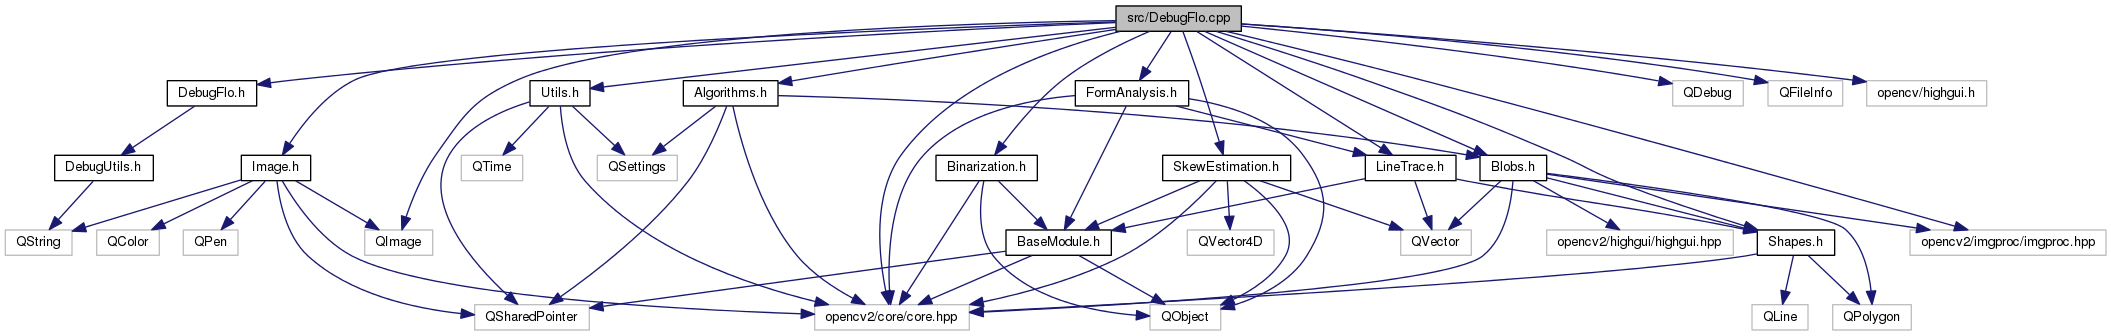 src/DebugFlo.cpp
DebugFlo.h
Utils.h
Algorithms.h
FormAnalysis.h
QDebug
QFileInfo
opencv/highgui.h
DebugUtils.h
Image.h
QTime
QSettings
Binarization.h
SkewEstimation.h
LineTrace.h
Blobs.h
QString
QColor
QPen
QImage
BaseModule.h
QVector4D
QVector
opencv2/highgui/highgui.hpp
Shapes.h
opencv2/imgproc/imgproc.hpp
QSharedPointer
opencv2/core/core.hpp
QObject
QLine
QPolygon